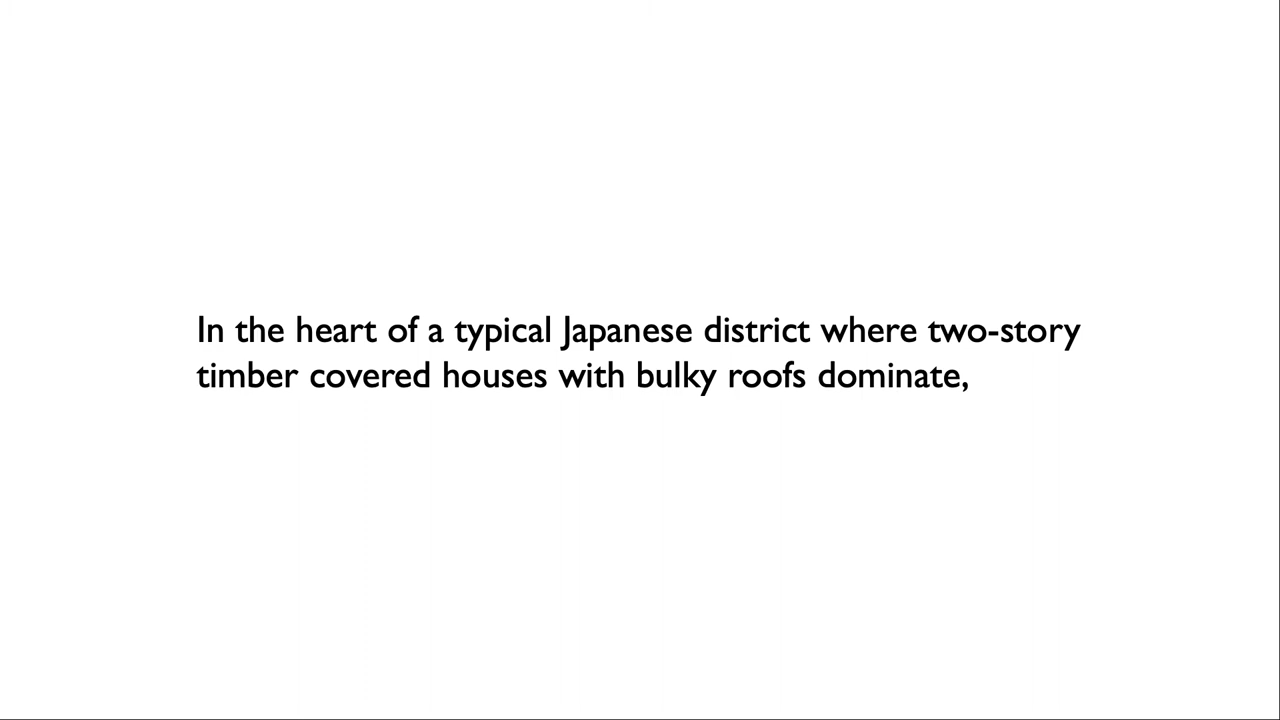 In the heart of a typical Japanese district where two-story
timber covered houses with bulky roofs dominate,